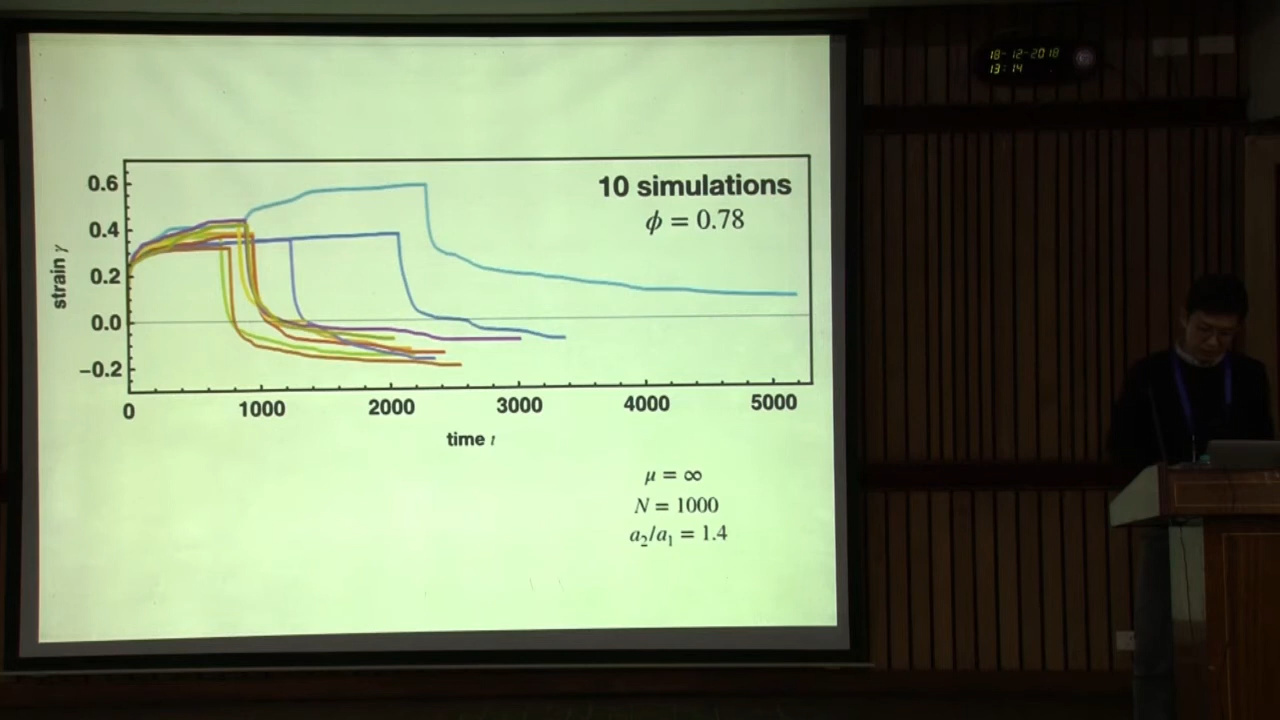 18-12-2018
13:14
10 simulations
ϕ = 0.78
strain γ
0.6
0.4
0.2
0.0
−0.2
0 1000 2000 3000 4000 5000
time t
μ = ∞
N = 1000
a₂/a₁ = 1.4